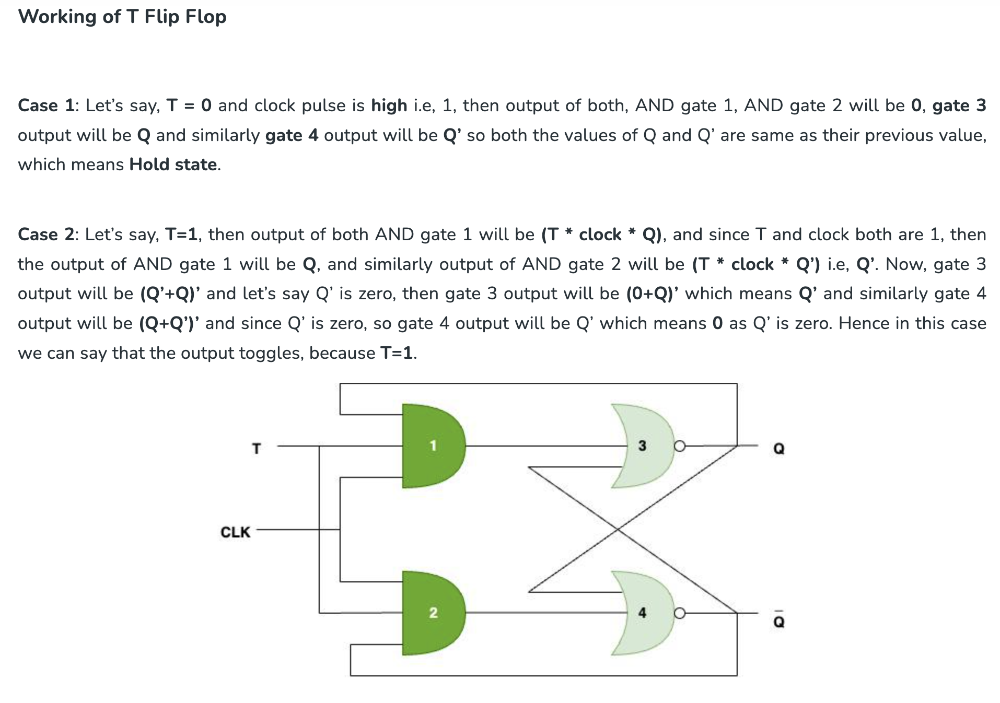 Working of T Flip Flop
Case 1: Let’s say, T = 0 and clock pulse is high i.e, 1, then output of both, AND gate 1, AND gate 2 will be 0, gate 3
output will be Q and similarly gate 4 output will be Q’ so both the values of Q and Q’ are same as their previous value,
which means Hold state.
Case 2: Let’s say, T=1, then output of both AND gate 1 will be (T * clock * Q), and since T and clock both are 1, then
the output of AND gate 1 will be Q, and similarly output of AND gate 2 will be (T * clock * Q’) i.e, Q’. Now, gate 3
output will be (Q’+Q)’ and let’s say Q’ is zero, then gate 3 output will be (0+Q)’ which means Q’ and similarly gate 4
output will be (Q+Q’)’ and since Q’ is zero, so gate 4 output will be Q’ which means 0 as Q’ is zero. Hence in this case
we can say that the output toggles, because T=1.
T
1
3
Q
CLK
2
4
Q̅